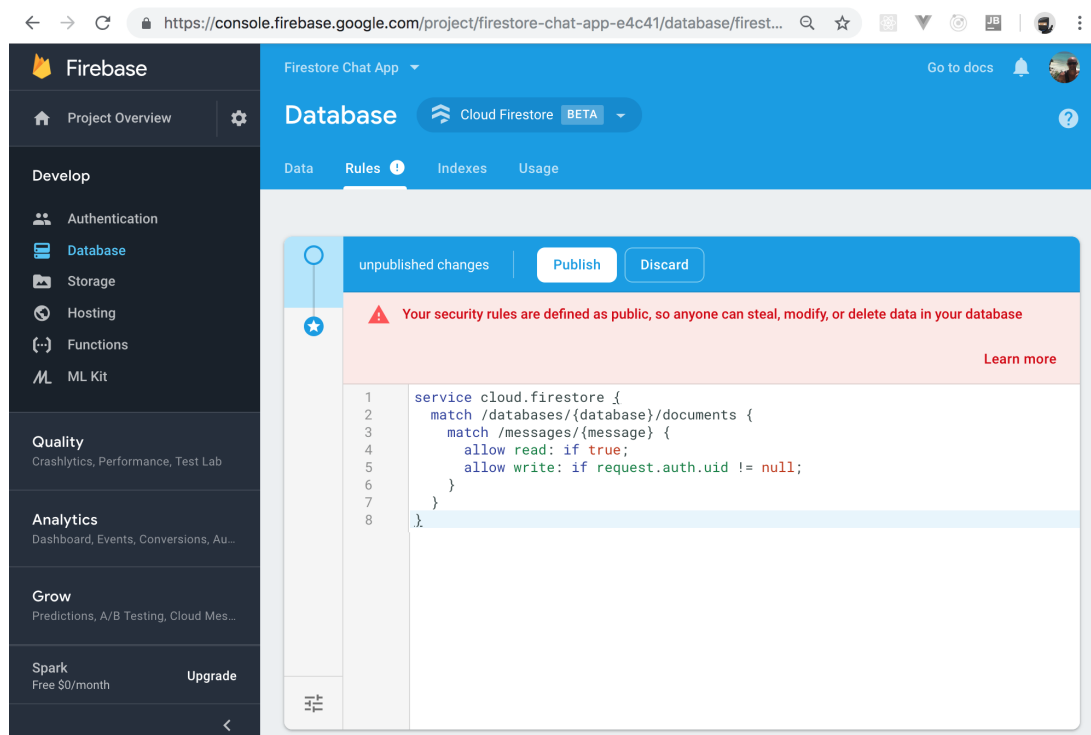 https://console.firebase.google.com/project/firestore-chat-app-e4c41/database/firest...
JB
Firebase
Firestore Chat App
Go to docs
Project Overview
Database
Cloud Firestore BETA
?
Data
Rules !
Indexes
Usage
Develop
Authentication
Database
Storage
Hosting
Functions
ML Kit
Quality
Crashlytics, Performance, Test Lab
Analytics
Dashboard, Events, Conversions, Au...
Grow
Predictions, A/B Testing, Cloud Mes...
Spark
Free $0/month
Upgrade
unpublished changes
Publish
Discard
Your security rules are defined as public, so anyone can steal, modify, or delete data in your database
Learn more
1 service cloud.firestore {
2 match /databases/{database}/documents {
3 match /messages/{message} {
4 allow read: if true;
5 allow write: if request.auth.uid != null;
6 }
7 }
8 }